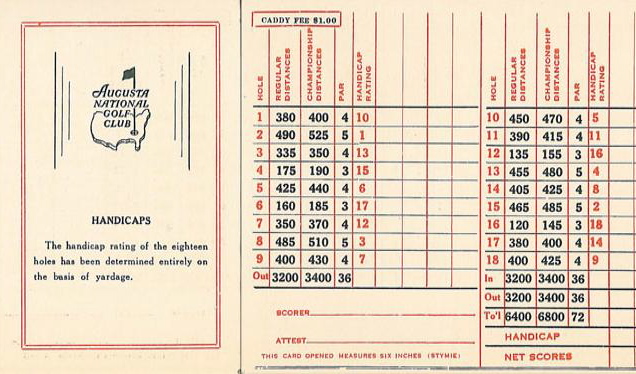 AUGUSTA
NATIONAL
GOLF
CLUB
HANDICAPS
The handicap rating of the eighteen
holes has been determined entirely on
the basis of yardage.
CADDY FEE $1.00
HOLE REGULAR DISTANCES CHAMPIONSHIP DISTANCES PAR HANDICAP RATING
1 380 400 4 10
2 490 525 5 1
3 335 350 4 13
4 175 190 3 15
5 425 440 4 6
6 160 185 3 17
7 350 370 4 12
8 485 510 5 3
9 400 430 4 7
Out 3200 3400 36
SCORER
ATTEST
THIS CARD OPENED MEASURES SIX INCHES (STYMIE)
HOLE REGULAR DISTANCES CHAMPIONSHIP DISTANCES PAR HANDICAP RATING
10 450 470 4 5
11 390 415 4 11
12 135 155 3 16
13 455 480 5 4
14 405 425 4 8
15 465 485 5 2
16 120 145 3 18
17 380 400 4 14
18 400 425 4 9
In 3200 3400 36
Out 3200 3400 36
To'l 6400 6800 72
HANDICAP
NET SCORES